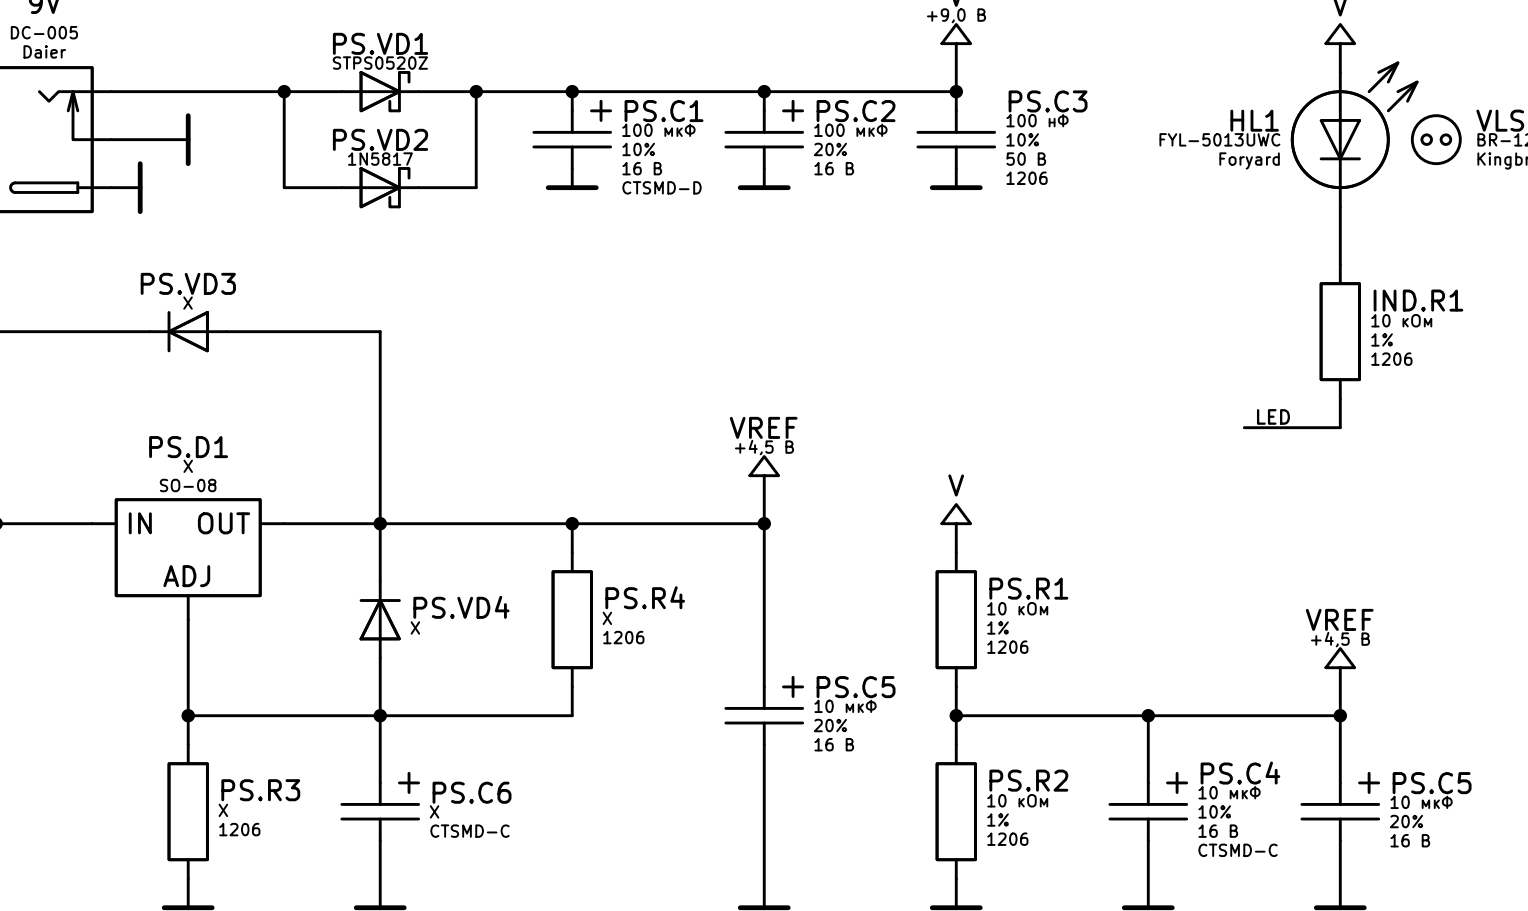 9V
DC-005
Daier
PS.VD1
STPS0520Z
PS.VD2
1N5817
+
PS.C1
100 мкФ
10%
16 В
CTSMD-D
+
PS.C2
100 мкФ
20%
16 В
+9,0 В
PS.C3
100 нФ
10%
50 В
1206
V
HL1
FYL-5013UWC
Foryard
VLS
BR-12
IND.R1
10 кОм
1%
1206
LED
PS.VD3
X
PS.D1
X
SO-08
IN OUT
ADJ
VREF
+4,5 В
PS.VD4
X
PS.R4
X
1206
+
PS.C5
10 мкФ
20%
16 В
PS.R3
X
1206
+
PS.C6
X
CTSMD-C
V
PS.R1
10 кОм
1%
1206
PS.R2
10 кОм
1%
1206
VREF
+4,5 В
+
PS.C4
10 мкФ
10%
16 В
CTSMD-C
+
PS.C5
10 мкФ
20%
16 В